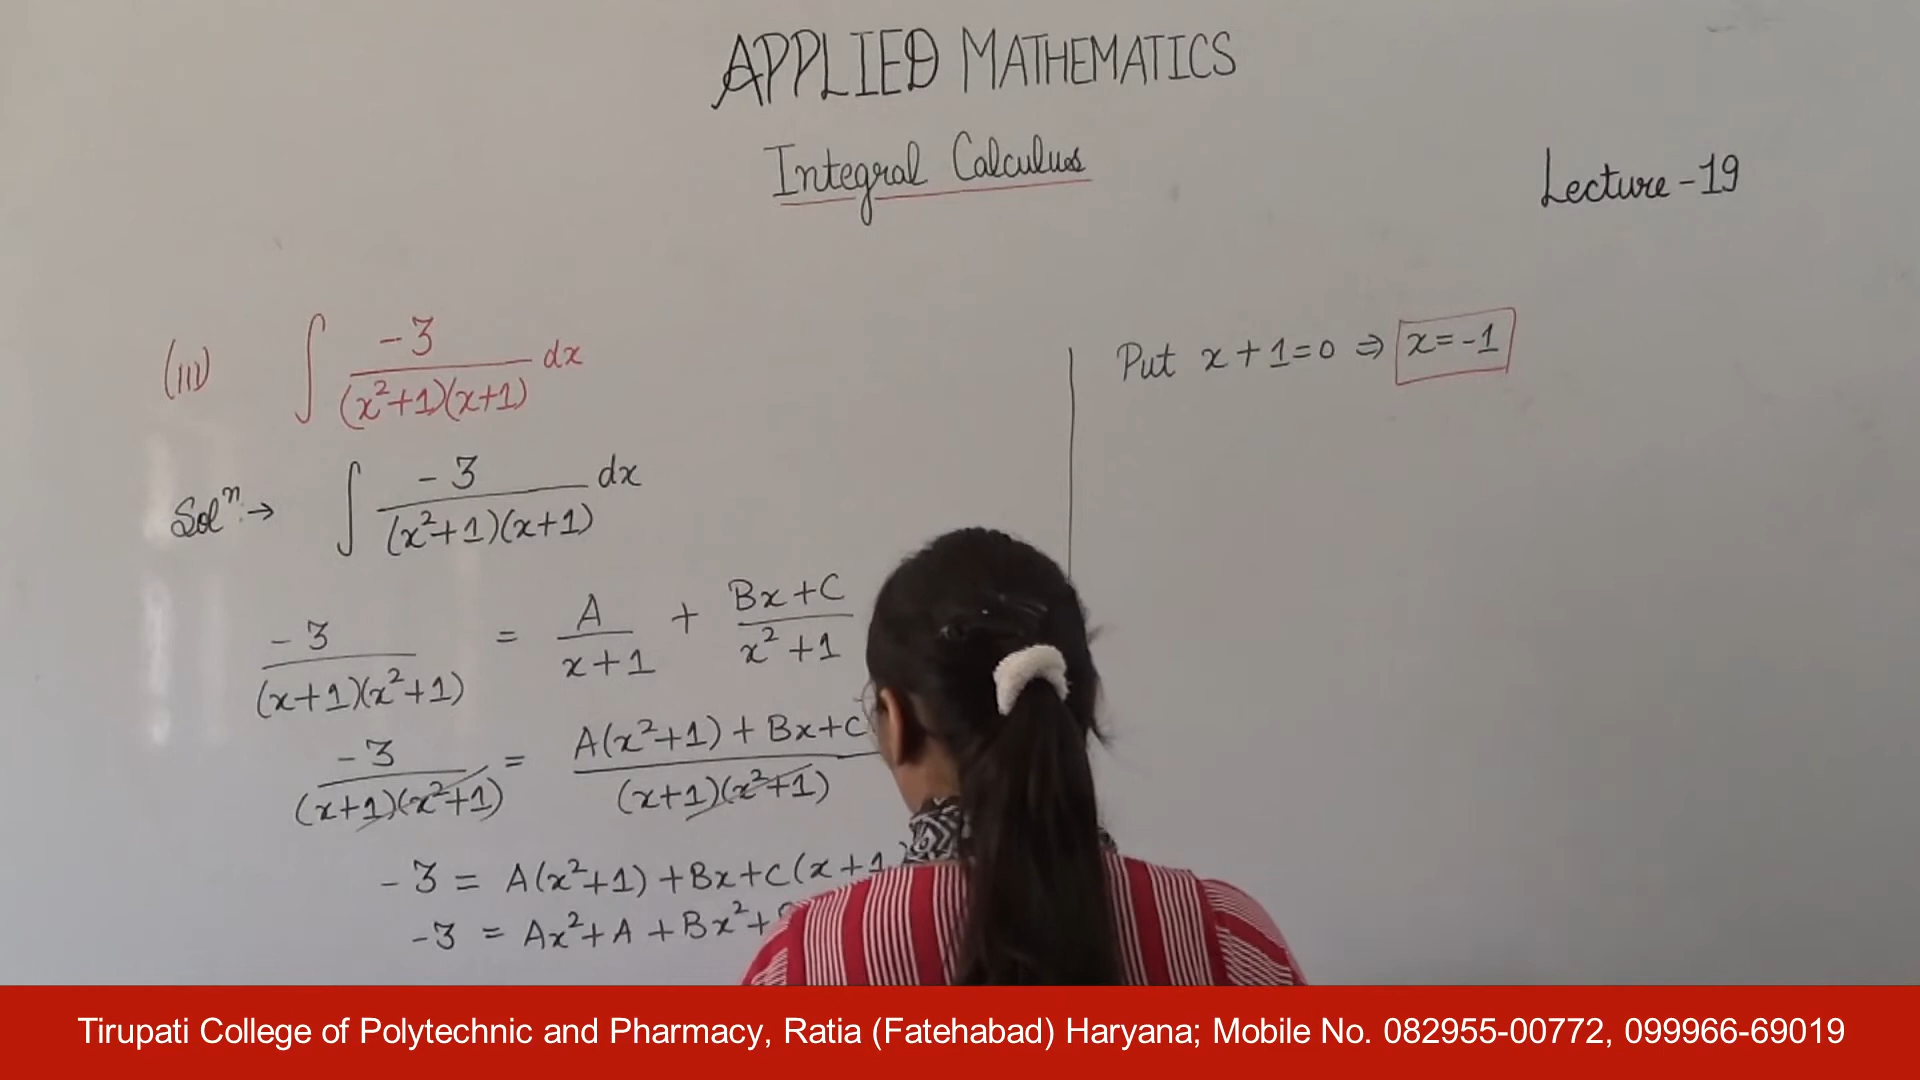 APPLIED MATHEMATICS
Integral Calculus
Lecture-19
(iii) ∫ -3/(x²+1)(x+1) dx
Solⁿ:→ ∫ -3/(x²+1)(x+1) dx
-3/(x+1)(x²+1) = A/x+1 + Bx+C/x²+1
-3/(x+1)(x²+1) = A(x²+1) + Bx+C/(x+1)(x²+1)
-3 = A(x²+1) + Bx+C(x+1
-3 = Ax²+A + Bx²+
Put x+1=0 ⇒ x=-1
Tirupati College of Polytechnic and Pharmacy, Ratia (Fatehabad) Haryana; Mobile No. 082955-00772, 099966-69019